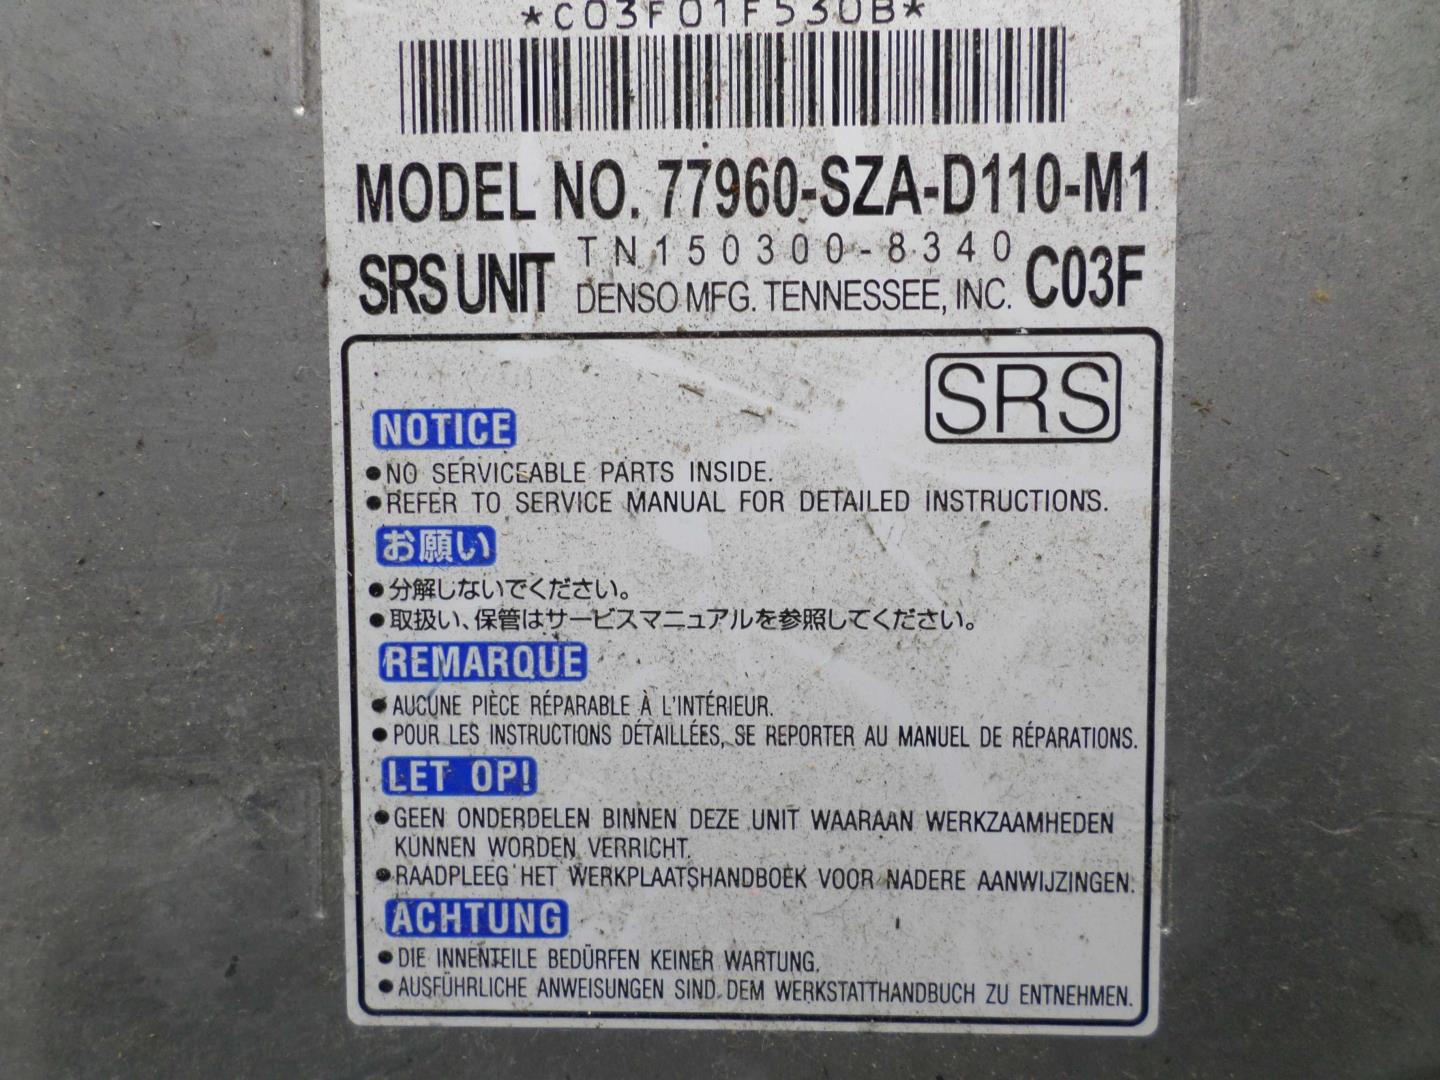 *C03F01F530B*
MODEL NO. 77960-SZA-D110-M1
SRS UNIT TN150300-8340 C03F
DENSO MFG. TENNESSEE, INC.
SRS
NOTICE
●NO SERVICEABLE PARTS INSIDE.
●REFER TO SERVICE MANUAL FOR DETAILED INSTRUCTIONS.
お願い
●分解しないでください。
●取扱い、保管はサービスマニュアルを参照してください。
REMARQUE
●AUCUNE PIÈCE RÉPARABLE À L'INTÉRIEUR.
●POUR LES INSTRUCTIONS DÉTAILLÉES, SE REPORTER AU MANUEL DE RÉPARATIONS.
LET OP!
●GEEN ONDERDELEN BINNEN DEZE UNIT WAARAAN WERKZAAMHEDEN
KUNNEN WORDEN VERRICHT.
●RAADPLEEG HET WERKPLAATSHANDBOEK VOOR NADERE AANWIJZINGEN.
ACHTUNG
●DIE INNENTEILE BEDÜRFEN KEINER WARTUNG.
●AUSFÜHRLICHE ANWEISUNGEN SIND DEM WERKSTATTHANDBUCH ZU ENTNEHMEN.